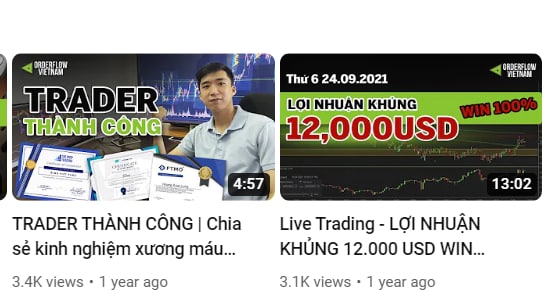 ORDERFLOW
VIETNAM
TRADER
THÀNH CÔNG
FTMO
4:57
TRADER THÀNH CÔNG | Chia
sẻ kinh nghiệm xương máu...
3.4K views • 1 year ago
ORDERFLOW
VIETNAM
Thứ 6 24.09.2021
LỢI NHUẬN KHỦNG
WIN 100%
12,000USD
13:02
Live Trading - LỢI NHUẬN
KHỦNG 12.000 USD WIN...
3.1K views • 1 year ago